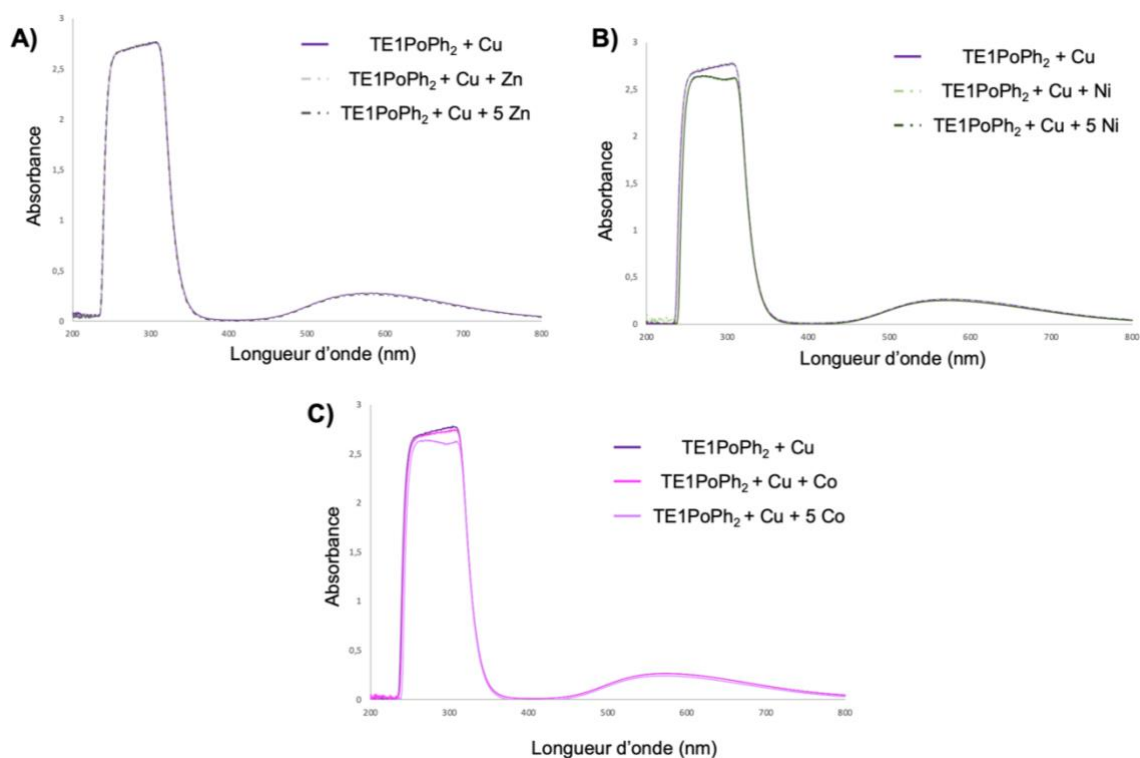 A)
3
2,5
2
1,5
1
0,5
0
Absorbance
TE1PoPh₂ + Cu
TE1PoPh₂ + Cu + Zn
TE1PoPh₂ + Cu + 5 Zn
200 300 400 500 600 700 800
Longueur d'onde (nm)
B)
3
2,5
2
1,5
1
0,5
0
Absorbance
TE1PoPh₂ + Cu
TE1PoPh₂ + Cu + Ni
TE1PoPh₂ + Cu + 5 Ni
200 300 400 500 600 700 800
Longueur d'onde (nm)
C)
3
2,5
2
1,5
1
0,5
0
Absorbance
TE1PoPh₂ + Cu
TE1PoPh₂ + Cu + Co
TE1PoPh₂ + Cu + 5 Co
200 300 400 500 600 700 800
Longueur d'onde (nm)